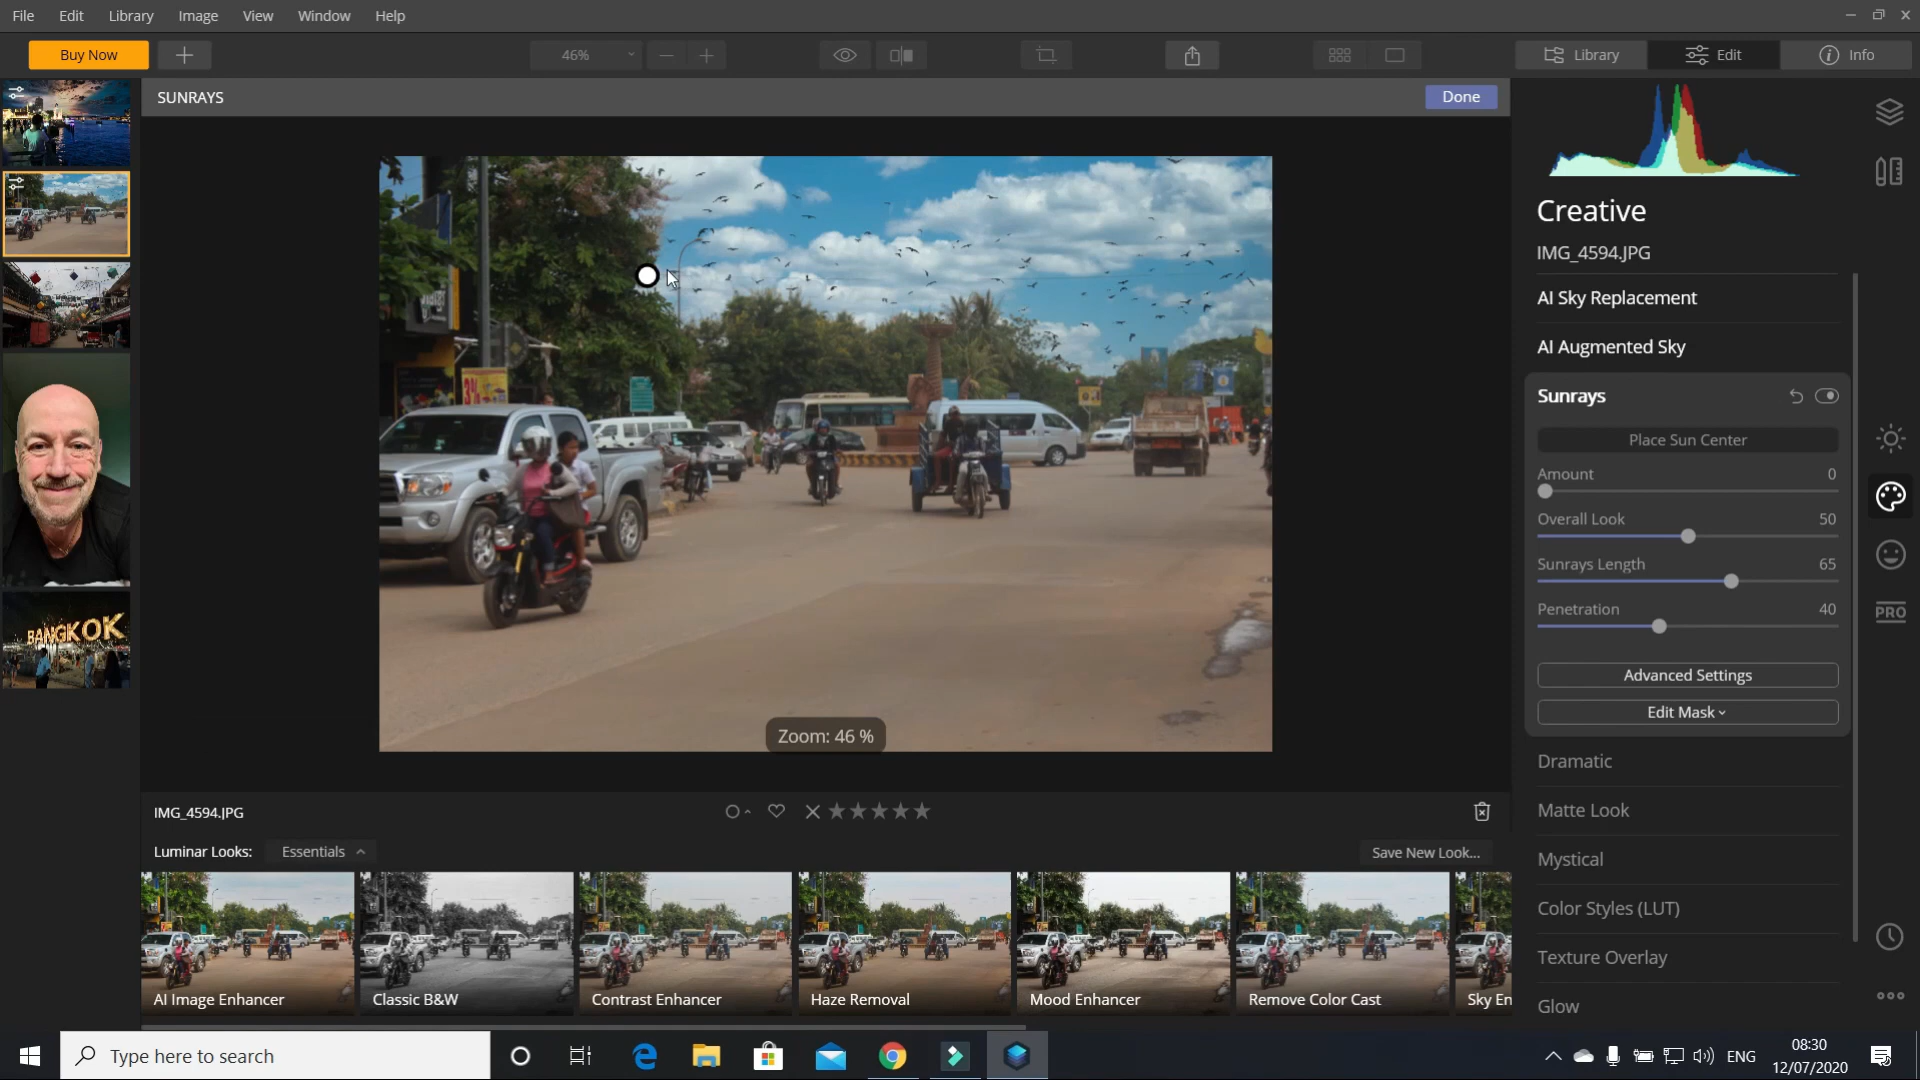 File Edit Library Image View Window Help
Buy Now 46% Library Edit Info
SUNRAYS Done
Creative
IMG_4594.JPG
AI Sky Replacement
AI Augmented Sky
Sunrays
Place Sun Center
Amount 0
Overall Look 50
Sunrays Length 65
Penetration 40
Advanced Settings
Edit Mask
Dramatic
Matte Look
Mystical
Color Styles (LUT)
Texture Overlay
Glow
PRO
3%
BANGKOK
Zoom: 46 %
IMG_4594.JPG
Luminar Looks: Essentials Save New Look...
AI Image Enhancer Classic B&W Contrast Enhancer Haze Removal Mood Enhancer Remove Color Cast Sky En
Type here to search
ENG
08:30
12/07/2020